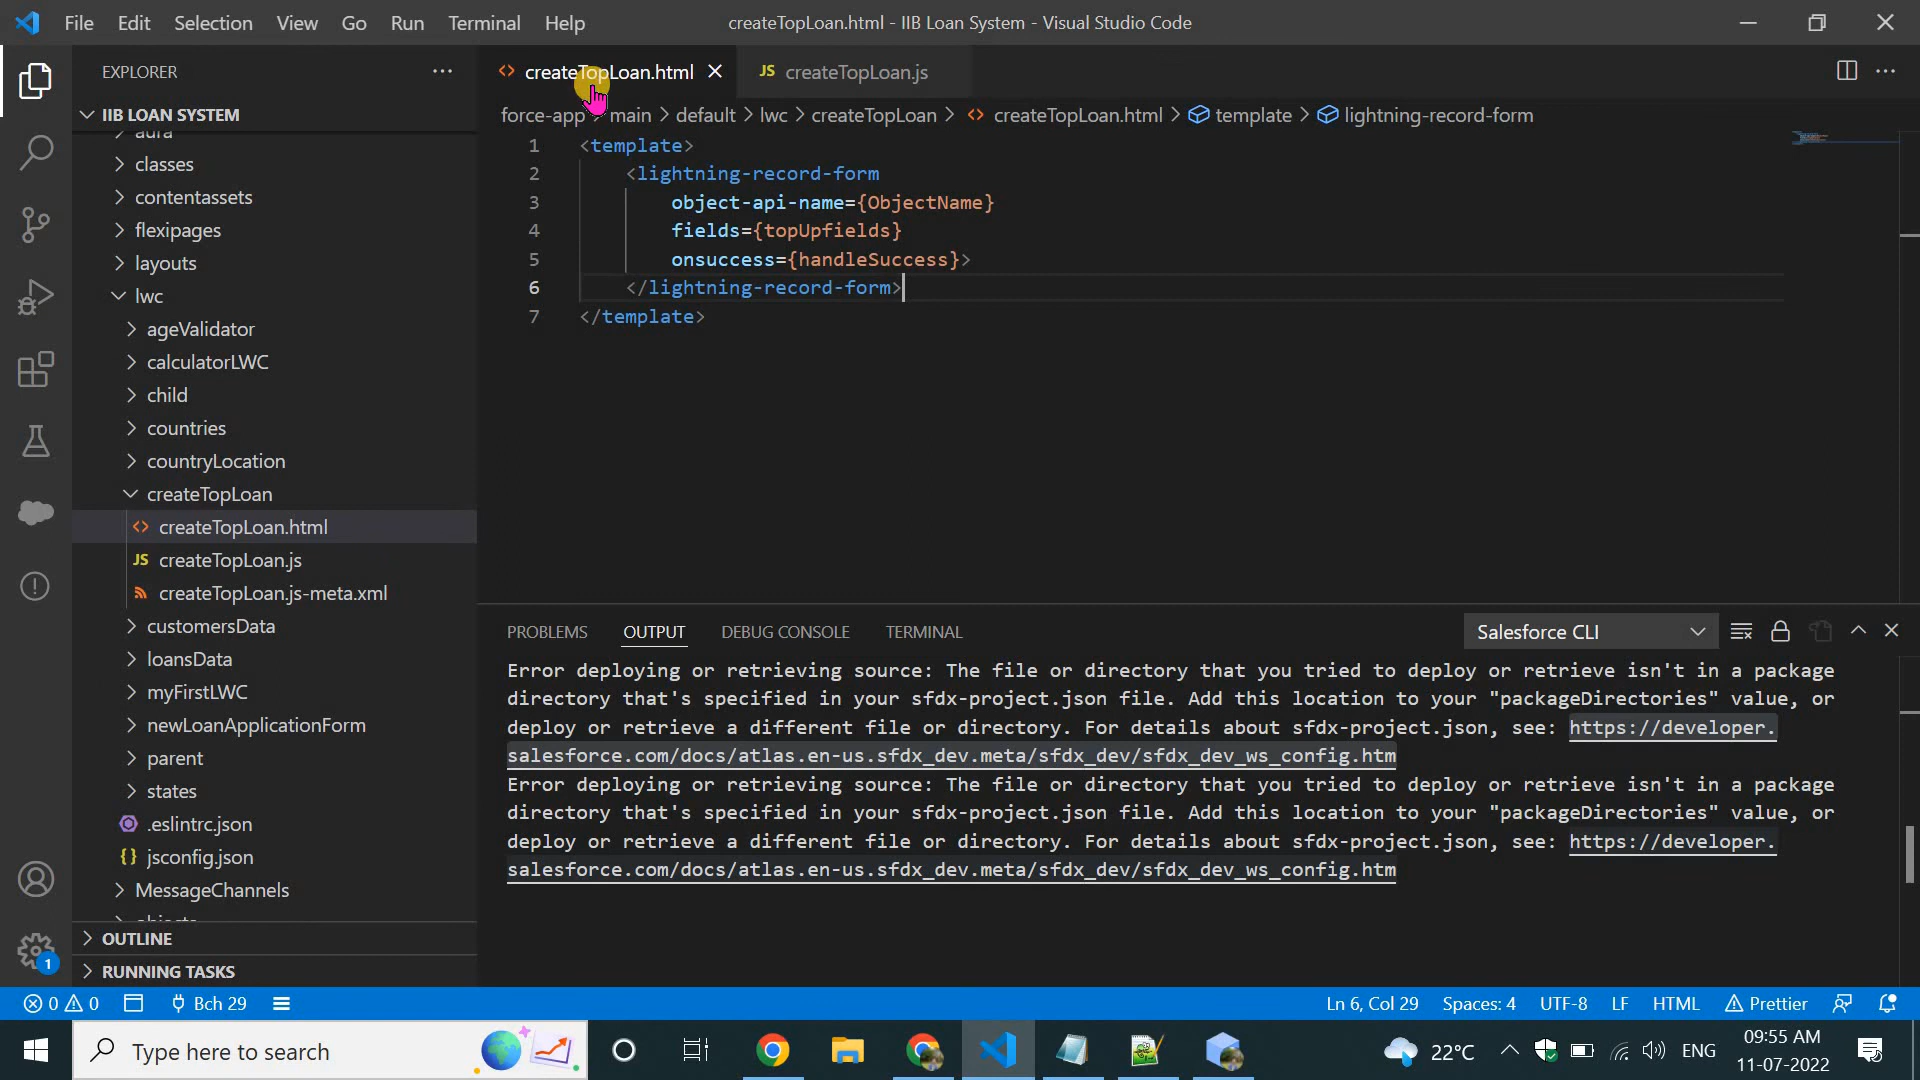 File Edit Selection View Go Run Terminal Help createTopLoan.html - IIB Loan System - Visual Studio Code
EXPLORER
createTopLoan.html
JS createTopLoan.js
IIB LOAN SYSTEM
force-app > main > default > lwc > createTopLoan > createTopLoan.html > template > lightning-record-form
aura
classes
contentassets
flexipages
layouts
lwc
ageValidator
calculatorLWC
child
countries
countryLocation
createTopLoan
createTopLoan.html
JS createTopLoan.js
createTopLoan.js-meta.xml
customersData
loansData
myFirstLWC
newLoanApplicationForm
parent
states
.eslintrc.json
{} jsconfig.json
MessageChannels
objects
OUTLINE
RUNNING TASKS
1 <template>
2 <lightning-record-form
3 object-api-name={ObjectName}
4 fields={topUpfields}
5 onsuccess={handleSuccess}>
6 </lightning-record-form>
7 </template>
PROBLEMS OUTPUT DEBUG CONSOLE TERMINAL Salesforce CLI
Error deploying or retrieving source: The file or directory that you tried to deploy or retrieve isn't in a package
directory that's specified in your sfdx-project.json file. Add this location to your "packageDirectories" value, or
deploy or retrieve a different file or directory. For details about sfdx-project.json, see: https://developer.
salesforce.com/docs/atlas.en-us.sfdx_dev.meta/sfdx_dev/sfdx_dev_ws_config.htm
Error deploying or retrieving source: The file or directory that you tried to deploy or retrieve isn't in a package
directory that's specified in your sfdx-project.json file. Add this location to your "packageDirectories" value, or
deploy or retrieve a different file or directory. For details about sfdx-project.json, see: https://developer.
salesforce.com/docs/atlas.en-us.sfdx_dev.meta/sfdx_dev/sfdx_dev_ws_config.htm
1
0 0 Bch 29 Ln 6, Col 29 Spaces: 4 UTF-8 LF HTML Prettier
Type here to search
22°C ENG
09:55 AM
11-07-2022